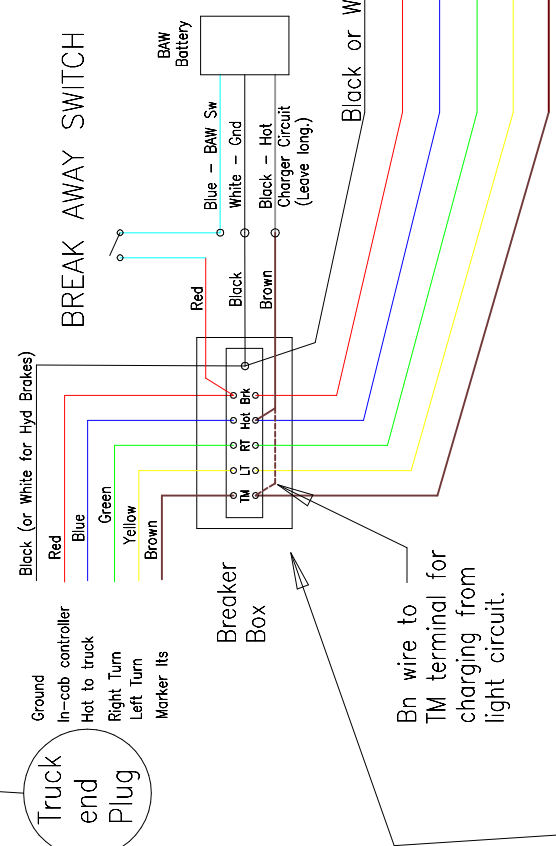 BREAK AWAY SWITCH
BAW
Battery
Blue - BAW Sw
White - Gnd
Black - Hot
Charger Circuit
(Leave long.)
Black or W
Red
Black
Brown
Black (or White for Hyd Brakes)
Red
Blue
Green
Yellow
Brown
Brk
Hot
RT
LT
TM
Ground
In-cab controller
Hot to truck
Right Turn
Left Turn
Marker lts
Breaker
Box
Bn wire to
TM terminal for
charging from
light circuit.
Truck
end
Plug